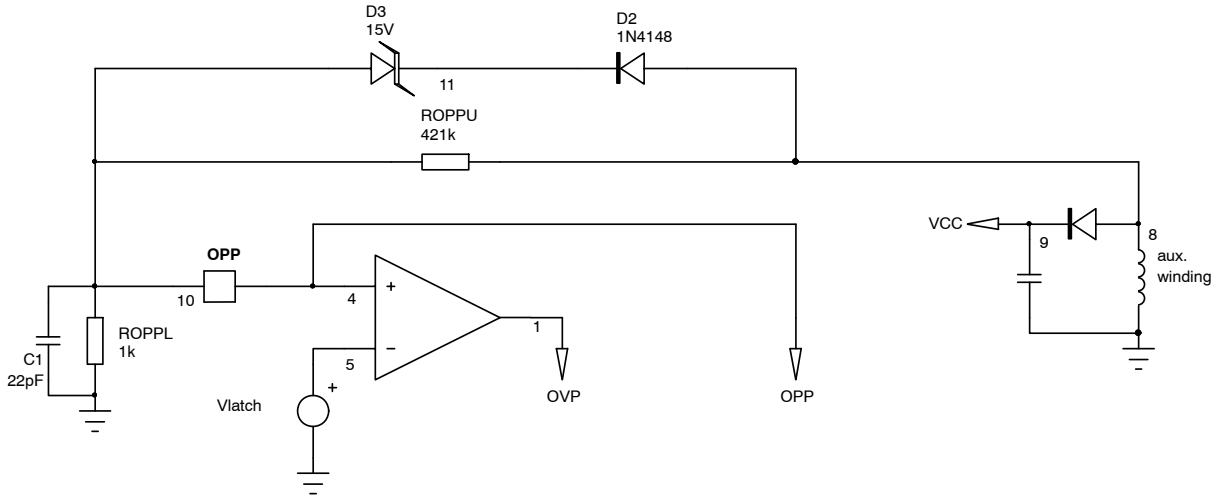 D3
15V
D2
1N4148
11
ROPPU
421k
VCC
9
8
aux.
winding
OPP
10
4
+
ROPPL
1k
C1
22pF
1
5
−
+
Vlatch
OVP
OPP